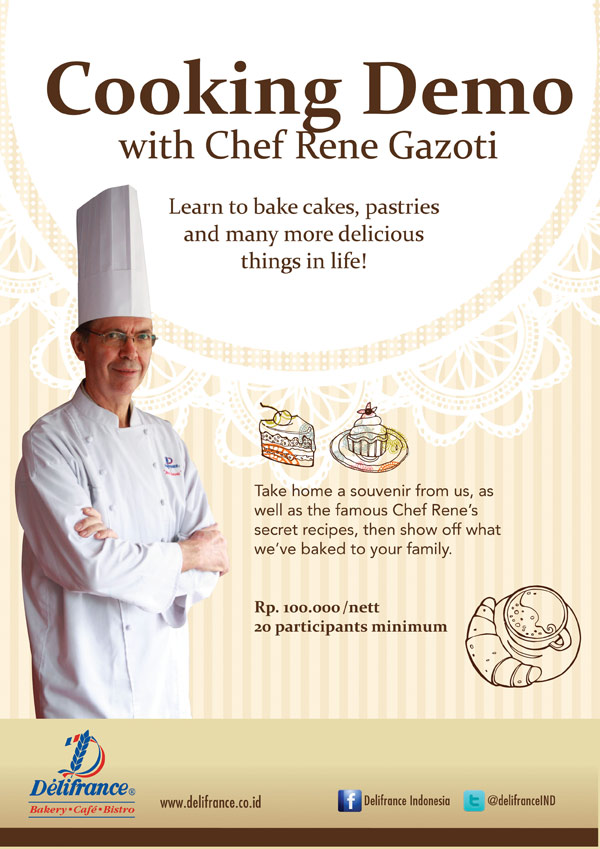 Cooking Demo
with Chef Rene Gazoti
Learn to bake cakes, pastries
and many more delicious
things in life!
Take home a souvenir from us, as
well as the famous Chef Rene's
secret recipes, then show off what
we've baked to your family.
Rp. 100.000/nett
20 participants minimum
Délifrance®
Bakery • Café • Bistro
www.delifrance.co.id
Delifrance Indonesia
@delifranceIND